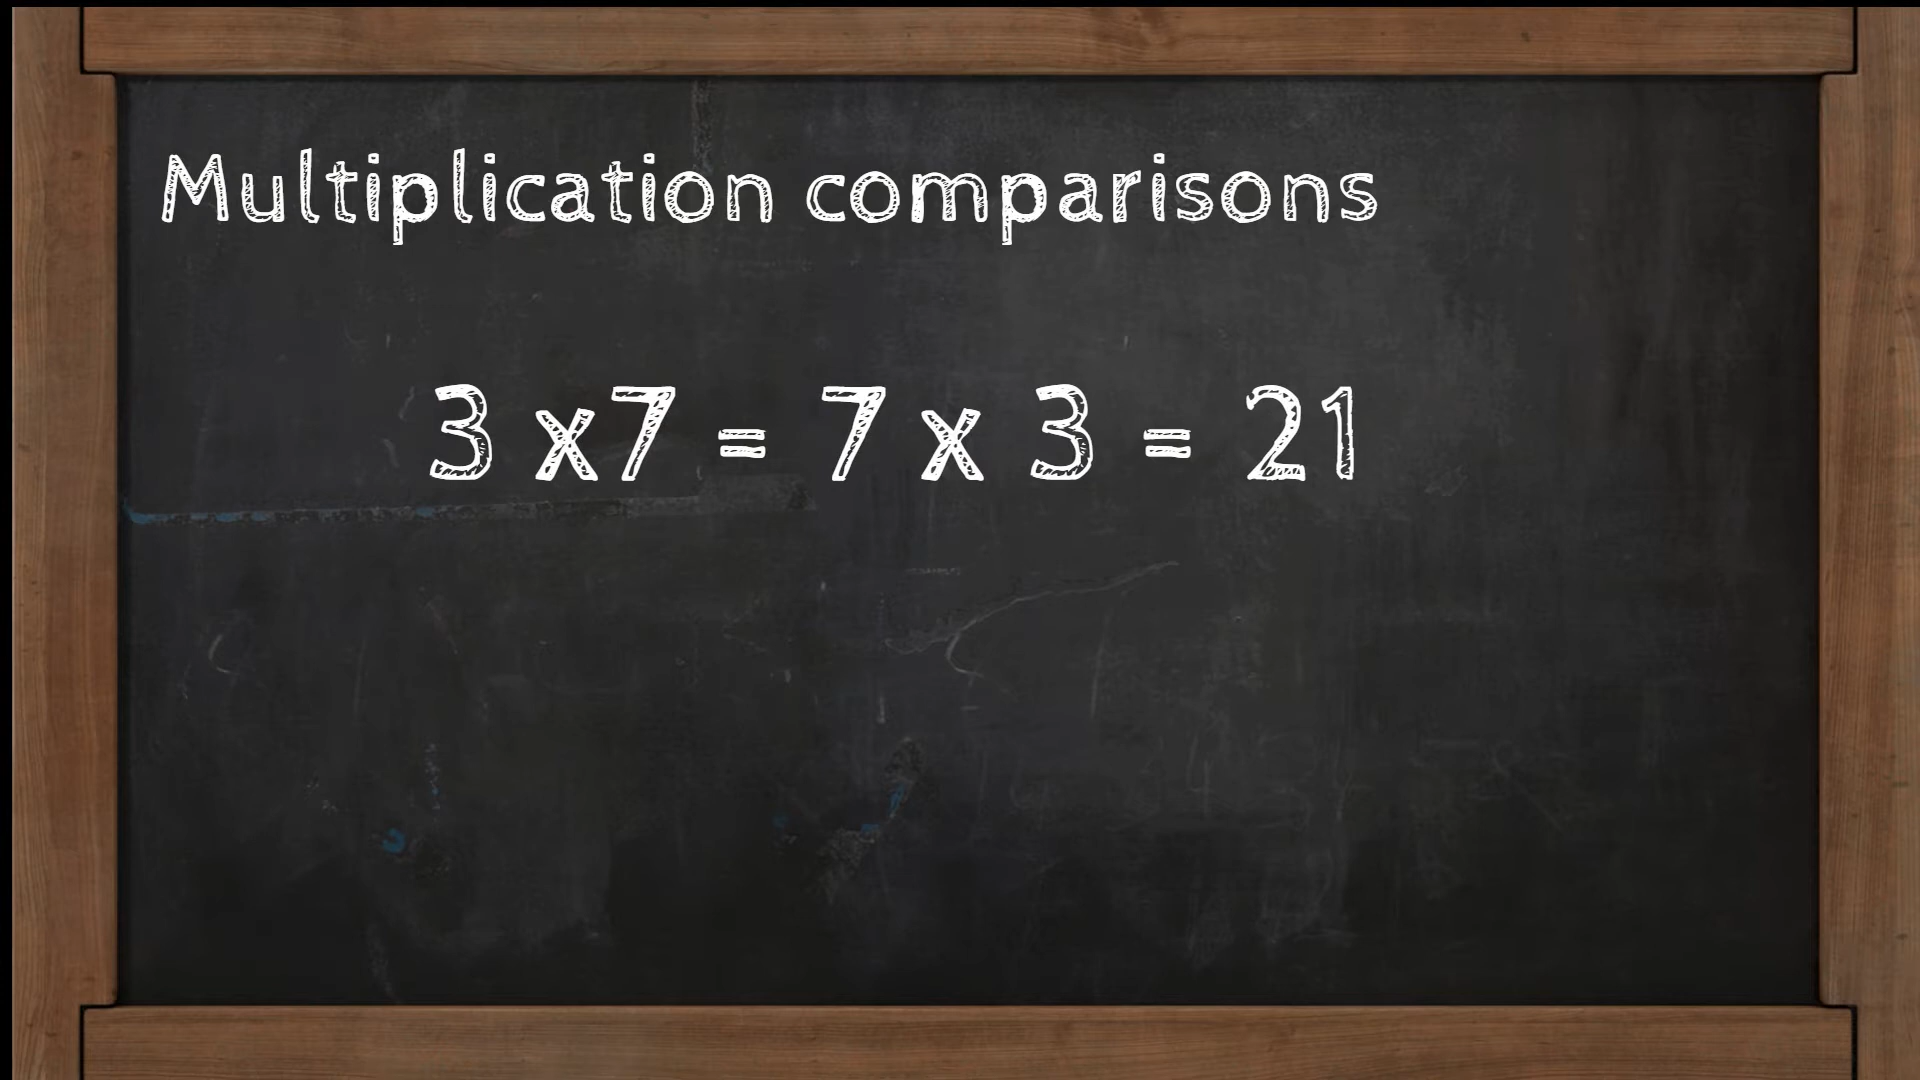 Multiplication comparisons
3 x7 = 7 x 3 = 21